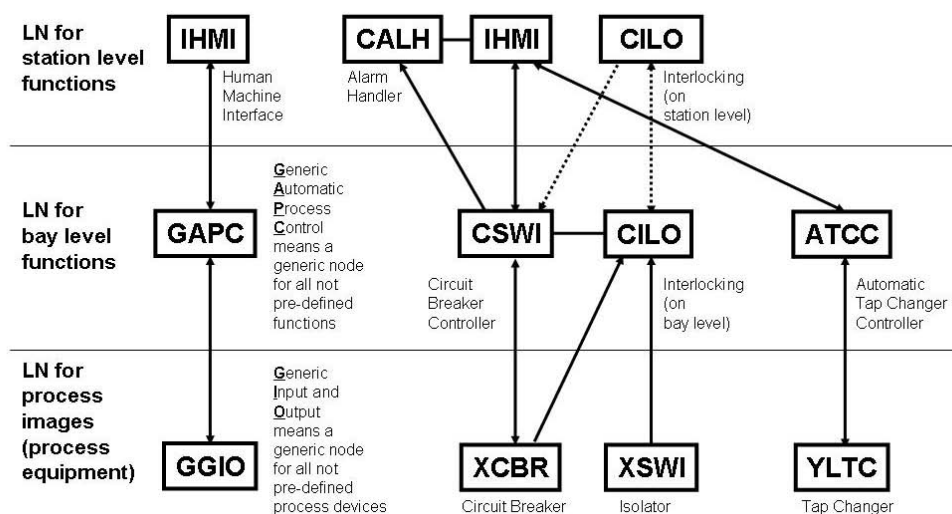 LN for
station level
functions
IHMI
Human
Machine
Interface
CALH
Alarm
Handler
IHMI
CILO
Interlocking
(on
station level)
LN for
bay level
functions
GAPC
Generic
Automatic
Process
Control
means a
generic node
for all not
pre-defined
functions
CSWI
Circuit
Breaker
Controller
CILO
Interlocking
(on
bay level)
ATCC
Automatic
Tap Changer
Controller
LN for
process
images
(process
equipment)
GGIO
Generic
Input and
Output
means a
generic node
for all not
pre-defined
process devices
XCBR
Circuit Breaker
XSWI
Isolator
YLTC
Tap Changer